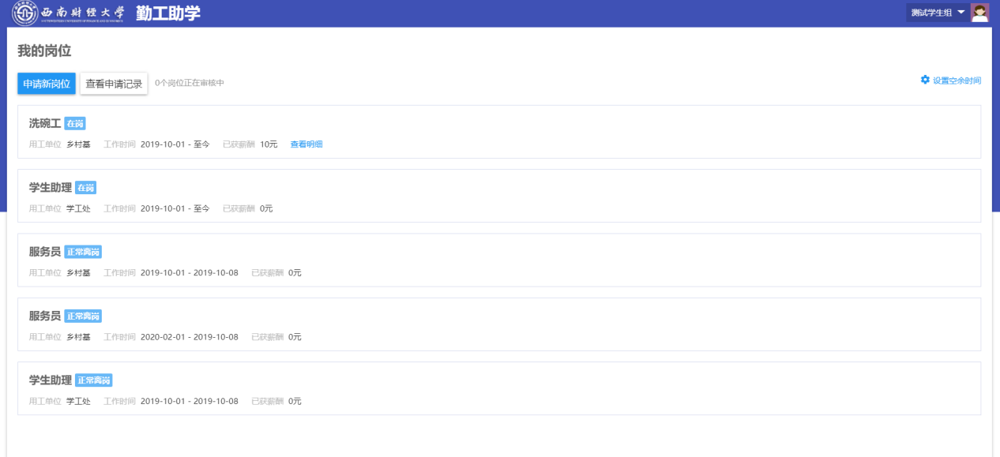 西南财经大学 勤工助学 测试学生组
我的岗位
申请新岗位 查看申请记录 0个岗位正在审核中 设置空余时间
洗碗工 在岗
用工单位 乡村基 工作时间 2019-10-01 - 至今 已获薪酬 10元 查看明细
学生助理 在岗
用工单位 学工处 工作时间 2019-10-01 - 至今 已获薪酬 0元
服务员 正常离岗
用工单位 乡村基 工作时间 2019-10-01 - 2019-10-08 已获薪酬 0元
服务员 正常离岗
用工单位 乡村基 工作时间 2020-02-01 - 2019-10-08 已获薪酬 0元
学生助理 正常离岗
用工单位 学工处 工作时间 2019-10-01 - 2019-10-08 已获薪酬 0元